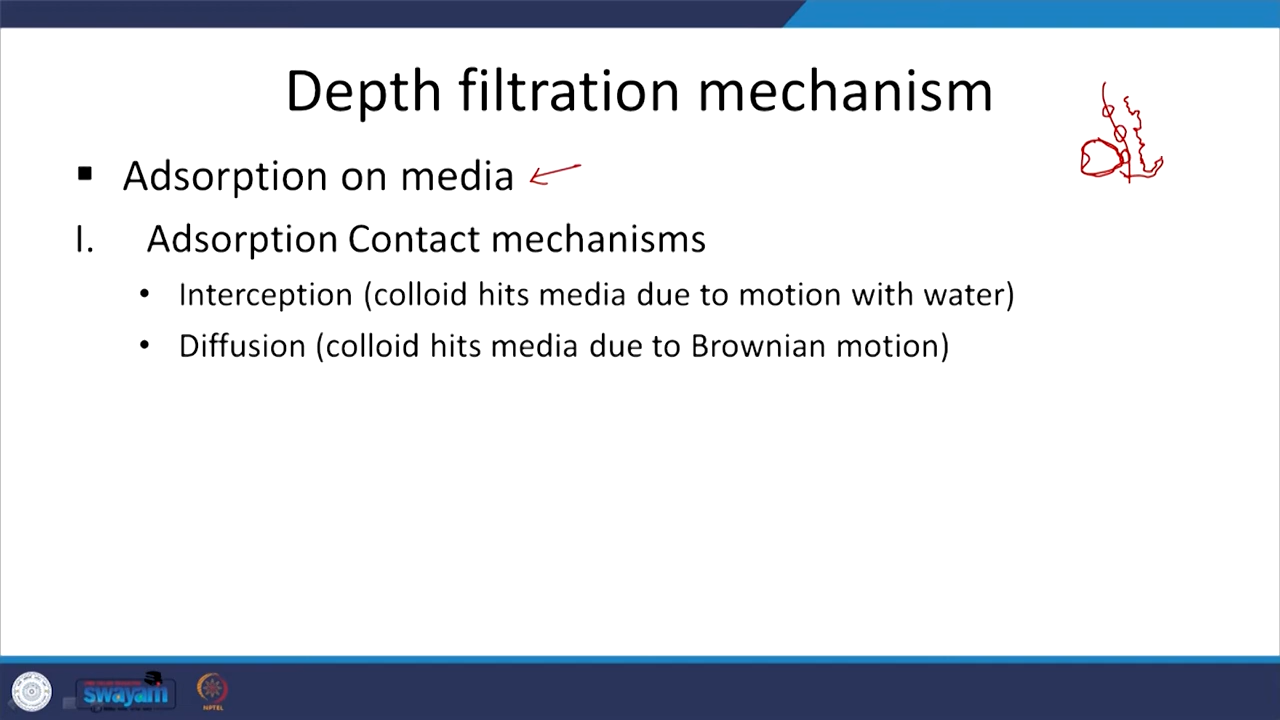 Depth filtration mechanism
▪ Adsorption on media
I. Adsorption Contact mechanisms
• Interception (colloid hits media due to motion with water)
• Diffusion (colloid hits media due to Brownian motion)
swayam
NPTEL